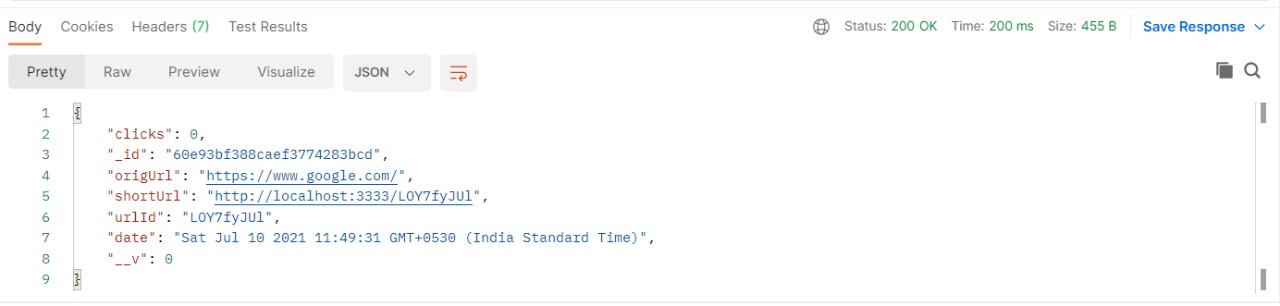 Body Cookies Headers (7) Test Results Status: 200 OK Time: 200 ms Size: 455 B Save Response
Pretty Raw Preview Visualize JSON
1 {
2 "clicks": 0,
3 "_id": "60e93bf388caef3774283bcd",
4 "origUrl": "https://www.google.com/",
5 "shortUrl": "http://localhost:3333/LOY7fyJUl",
6 "urlId": "LOY7fyJUl",
7 "date": "Sat Jul 10 2021 11:49:31 GMT+0530 (India Standard Time)",
8 "__v": 0
9 }